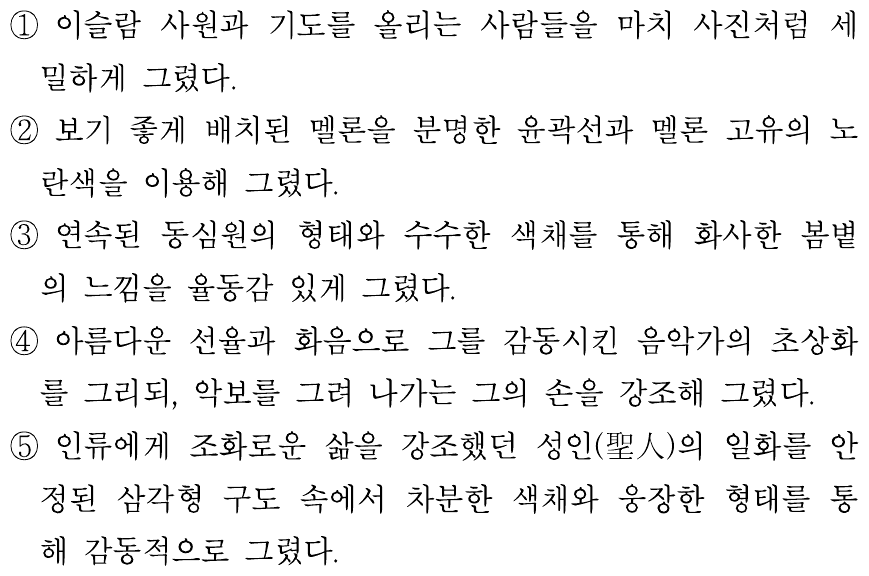 ① 이슬람 사원과 기도를 올리는 사람들을 마치 사진처럼 세
밀하게 그렸다.
② 보기 좋게 배치된 멜론을 분명한 윤곽선과 멜론 고유의 노
란색을 이용해 그렸다.
③ 연속된 동심원의 형태와 수수한 색채를 통해 화사한 봄볕
의 느낌을 율동감 있게 그렸다.
④ 아름다운 선율과 화음으로 그를 감동시킨 음악가의 초상화
를 그리되, 악보를 그려 나가는 그의 손을 강조해 그렸다.
⑤ 인류에게 조화로운 삶을 강조했던 성인(聖人)의 일화를 안
정된 삼각형 구도 속에서 차분한 색채와 웅장한 형태를 통
해 감동적으로 그렸다.